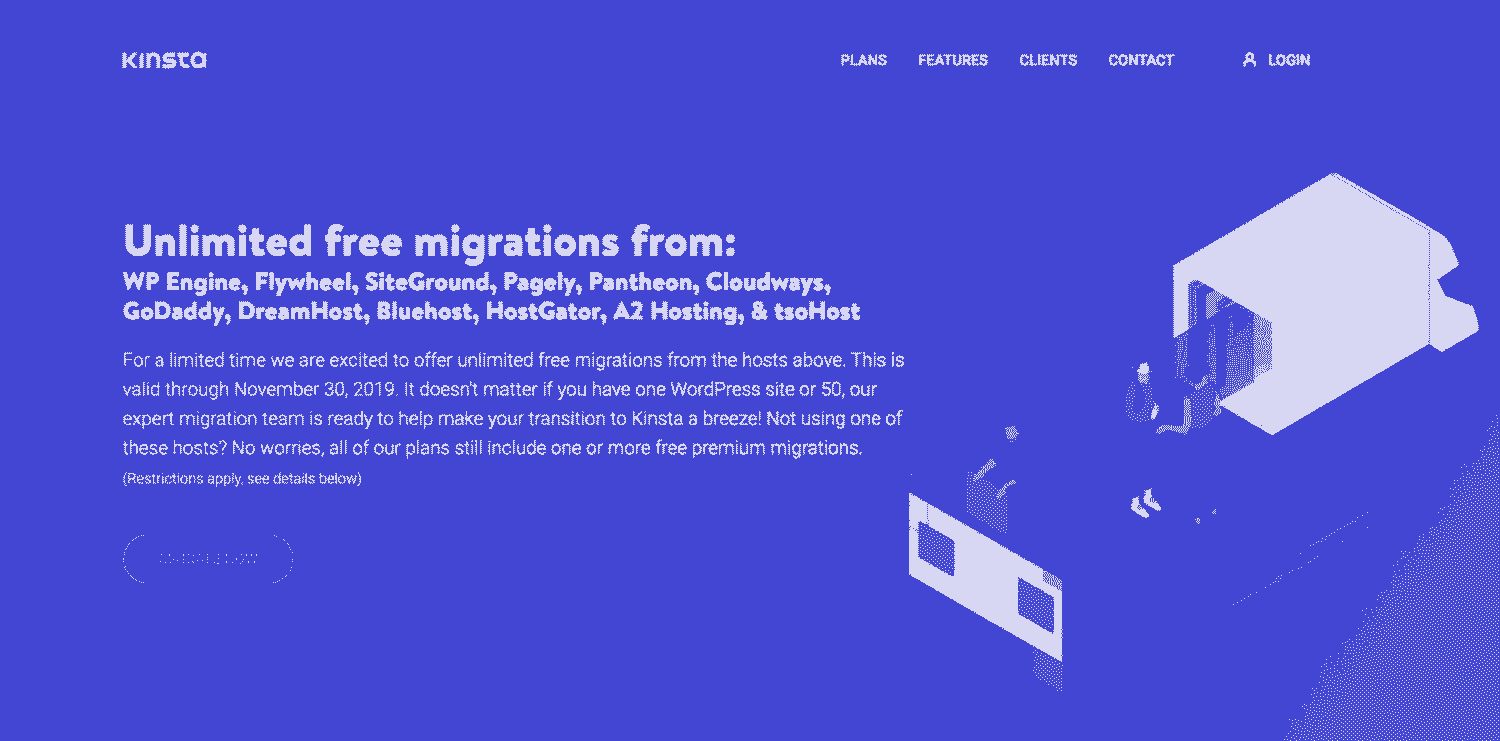 Kinsta
PLANS FEATURES CLIENTS CONTACT LOGIN
Unlimited free migrations from:
WP Engine, Flywheel, SiteGround, Pagely, Pantheon, Cloudways,
GoDaddy, DreamHost, Bluehost, HostGator, A2 Hosting, & tsoHost
For a limited time we are excited to offer unlimited free migrations from the hosts above. This is
valid through November 30, 2019. It doesn't matter if you have one WordPress site or 50, our
expert migration team is ready to help make your transition to Kinsta a breeze! Not using one of
these hosts? No worries, all of our plans still include one or more free premium migrations.
(Restrictions apply, see details below)